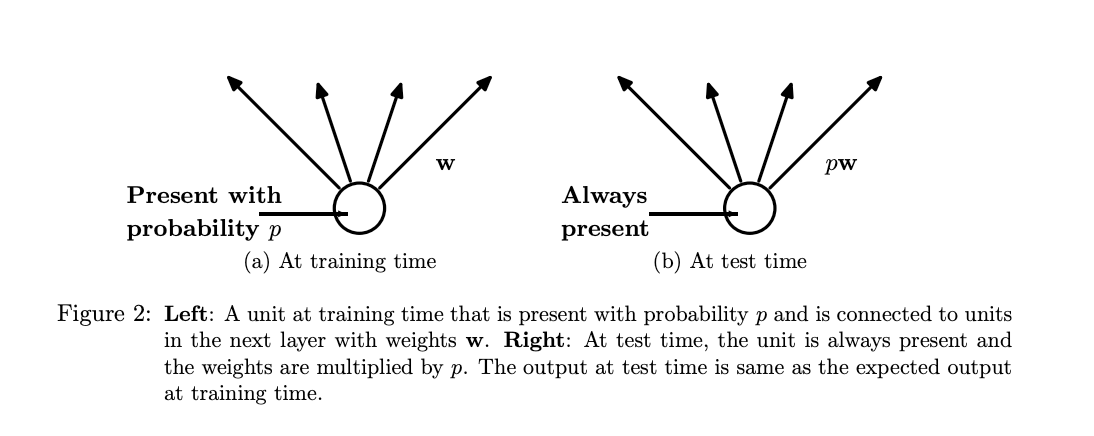 w
Present with
probability p
(a) At training time
pw
Always
present
(b) At test time
Figure 2: Left: A unit at training time that is present with probability p and is connected to units
in the next layer with weights w. Right: At test time, the unit is always present and
the weights are multiplied by p. The output at test time is same as the expected output
at training time.